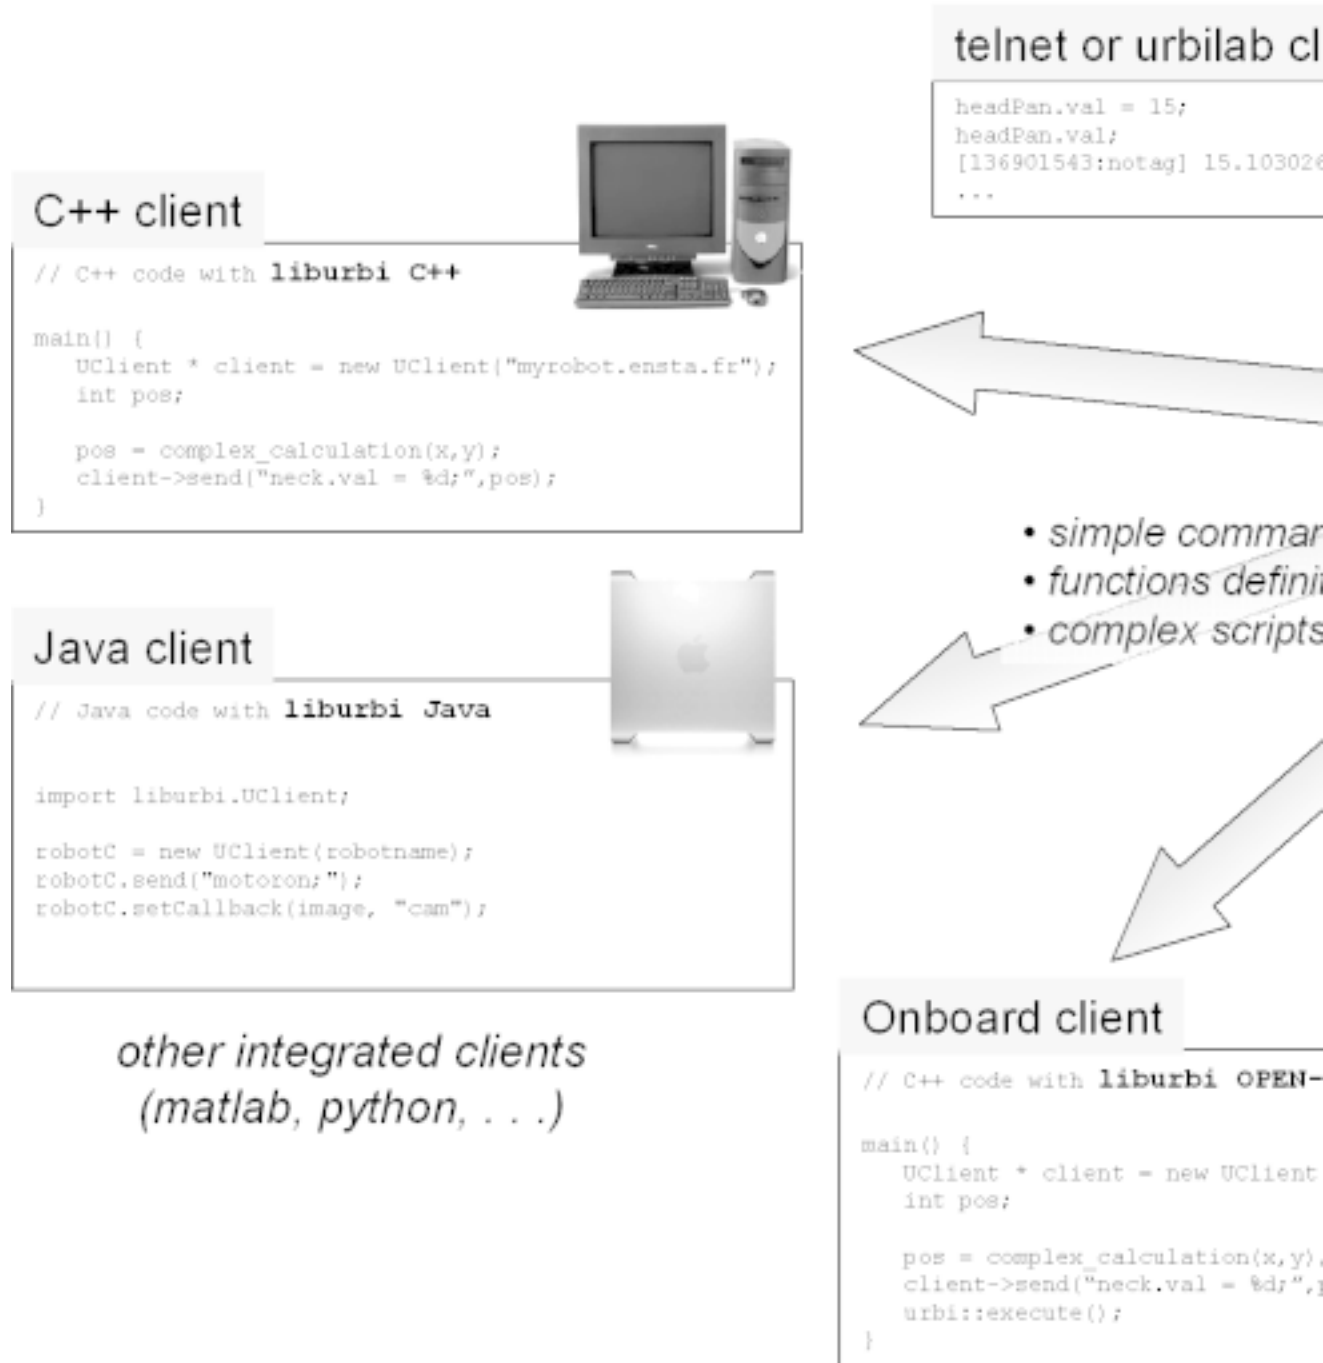 telnet or urbilab cl
headPan.val = 15;
headPan.val;
[136901543:notag] 15.103026
...
C++ client
// C++ code with liburbi C++
main() {
UClient * client = new UClient("myrobot.ensta.fr");
int pos;
pos = complex_calculation(x,y);
client->send("neck.val = %d;",pos);
}
• simple comman
• functions definit
• complex scripts
Java client
// Java code with liburbi Java
import liburbi.UClient;
robotC = new UClient(robotname);
robotC.send("motoron;");
robotC.setCallback(image, "cam");
other integrated clients
(matlab, python, . . .)
Onboard client
// C++ code with liburbi OPEN-
main() {
UClient * client = new UClient
int pos;
pos = complex_calculation(x,y)
client->send("neck.val = %d;",p
urbi::execute();
}